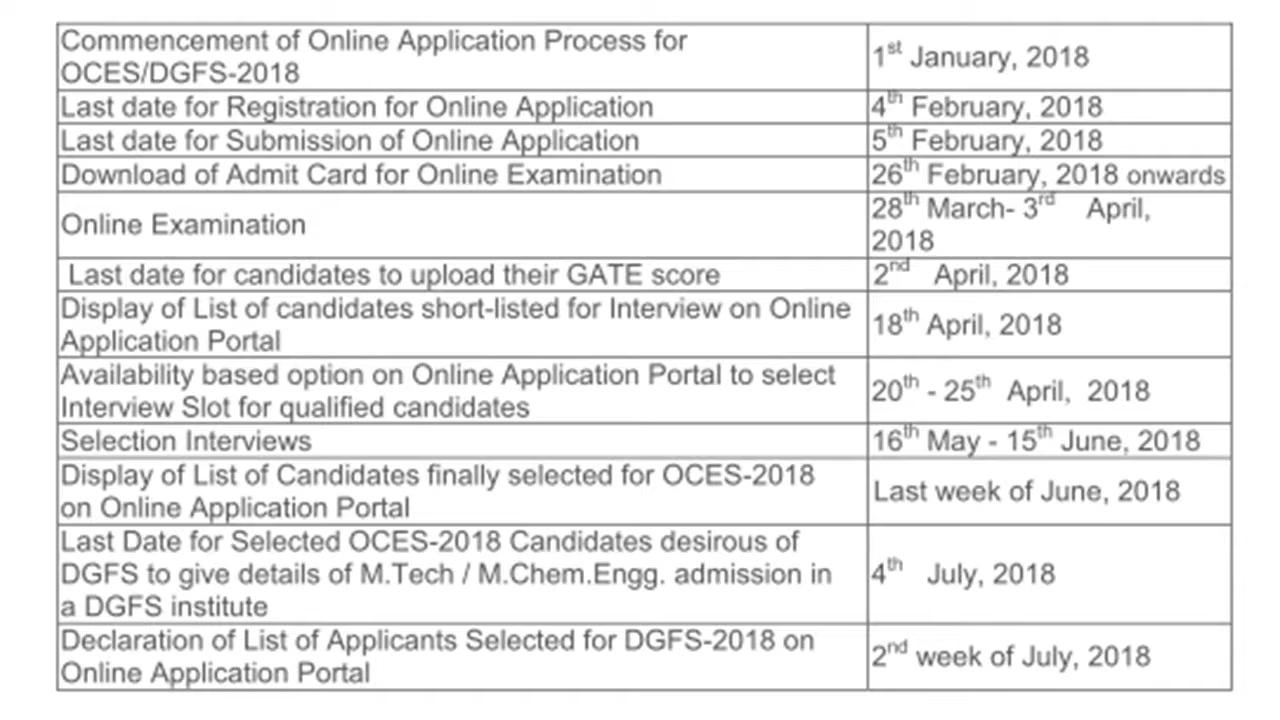 Commencement of Online Application Process for
OCES/DGFS-2018
1st January, 2018
Last date for Registration for Online Application
4th February, 2018
Last date for Submission of Online Application
5th February, 2018
Download of Admit Card for Online Examination
26th February, 2018 onwards
Online Examination
28th March- 3rd April,
2018
Last date for candidates to upload their GATE score
2nd April, 2018
Display of List of candidates short-listed for Interview on Online
Application Portal
18th April, 2018
Availability based option on Online Application Portal to select
Interview Slot for qualified candidates
20th - 25th April, 2018
Selection Interviews
16th May - 15th June, 2018
Display of List of Candidates finally selected for OCES-2018
on Online Application Portal
Last week of June, 2018
Last Date for Selected OCES-2018 Candidates desirous of
DGFS to give details of M.Tech / M.Chem.Engg. admission in
a DGFS institute
4th July, 2018
Declaration of List of Applicants Selected for DGFS-2018 on
Online Application Portal
2nd week of July, 2018